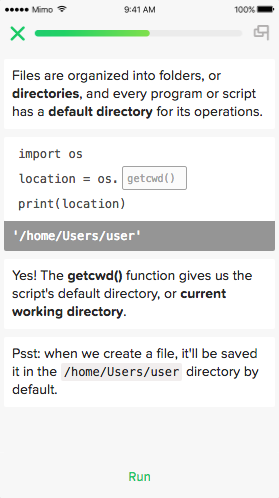 ●●●●● Mimo 9:41 AM 100%
Files are organized into folders, or
directories, and every program or script
has a default directory for its operations.
import os
location = os. getcwd()
print(location)
'/home/Users/user'
Yes! The getcwd() function gives us the
script's default directory, or current
working directory.
Psst: when we create a file, it'll be saved
it in the /home/Users/user directory by
default.
Run